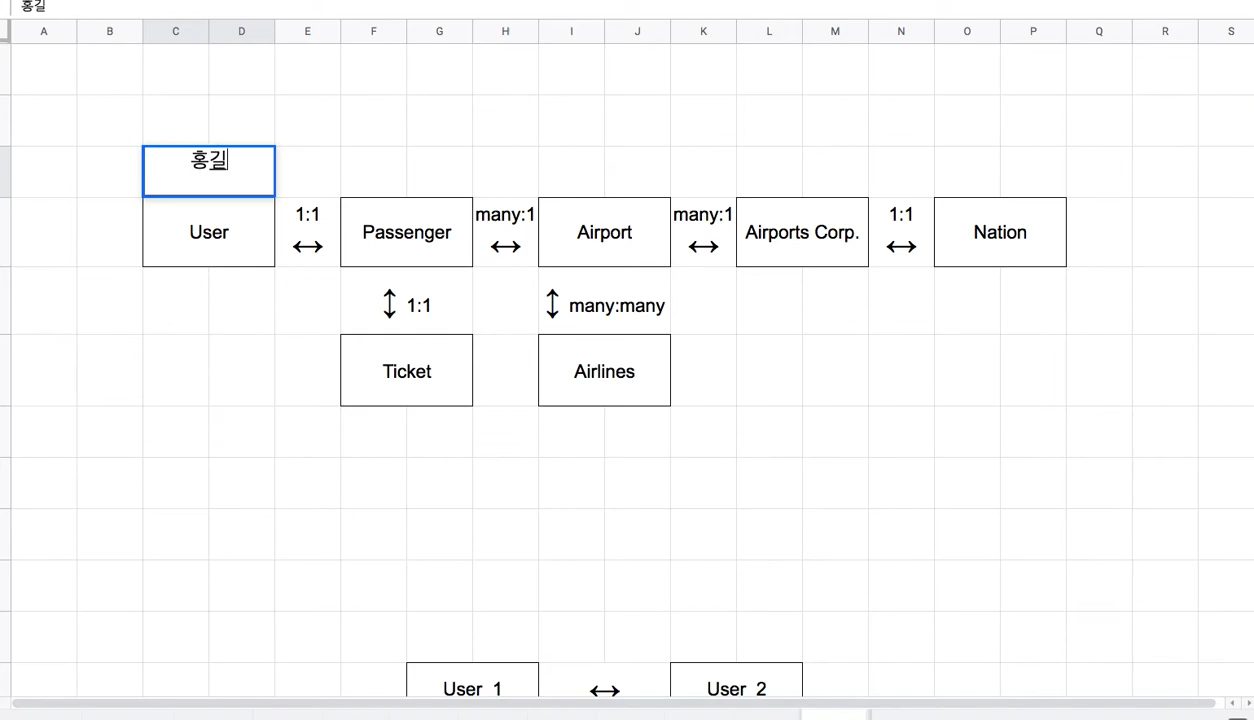 홍길
A B C D E F G H I J K L M N O P Q R S
홍길
1:1 many:1 many:1 1:1
User Passenger Airport Airports Corp. Nation
↔ ↔ ↔ ↔
↕ 1:1 ↕ many:many
Ticket Airlines
User 1 ↔ User 2